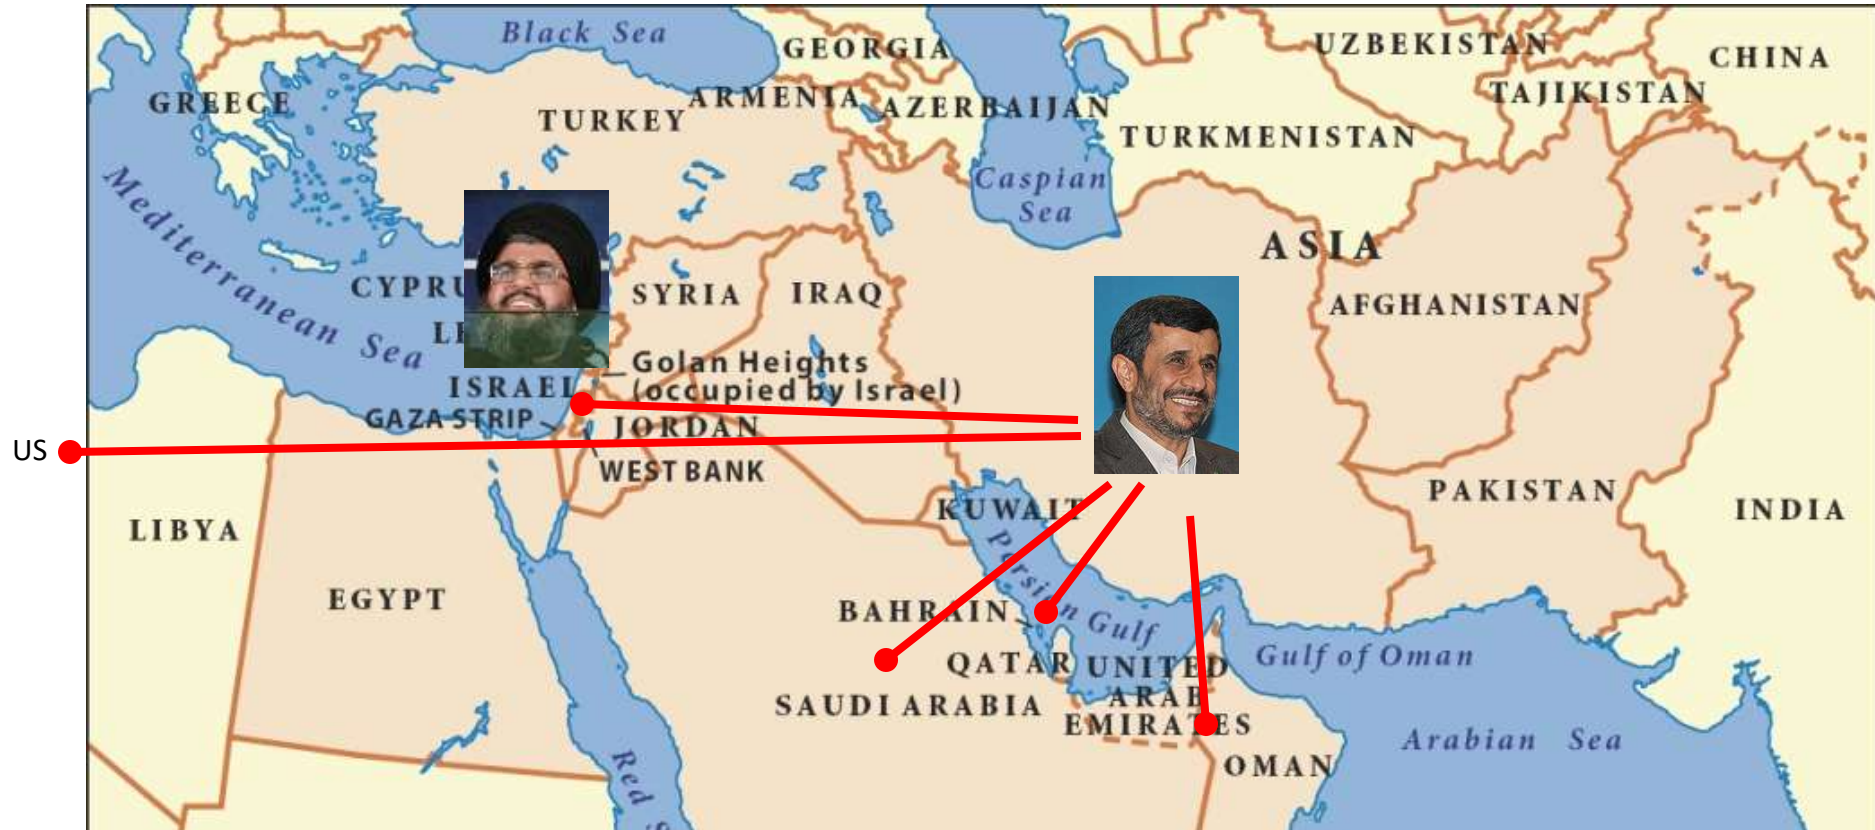 Black Sea
GEORGIA
UZBEKISTAN
CHINA
GREECE
TURKEY
ARMENIA
AZERBAIJAN
TAJIKISTAN
TURKMENISTAN
Mediterranean Sea
Caspian
Sea
ASIA
CYPRU
SYRIA
IRAQ
AFGHANISTAN
L
Golan Heights
(occupied by Israel)
ISRAEL
GAZA STRIP
JORDAN
US
WEST BANK
KUWAIT
PAKISTAN
INDIA
LIBYA
Persian Gulf
EGYPT
BAHRAIN
QATAR
UNITED
ARAB
EMIRATES
Gulf of Oman
SAUDI ARABIA
OMAN
Arabian Sea
Red S